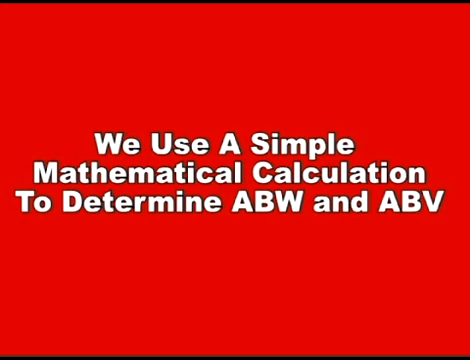 We Use A Simple
Mathematical Calculation
To Determine ABW and ABV